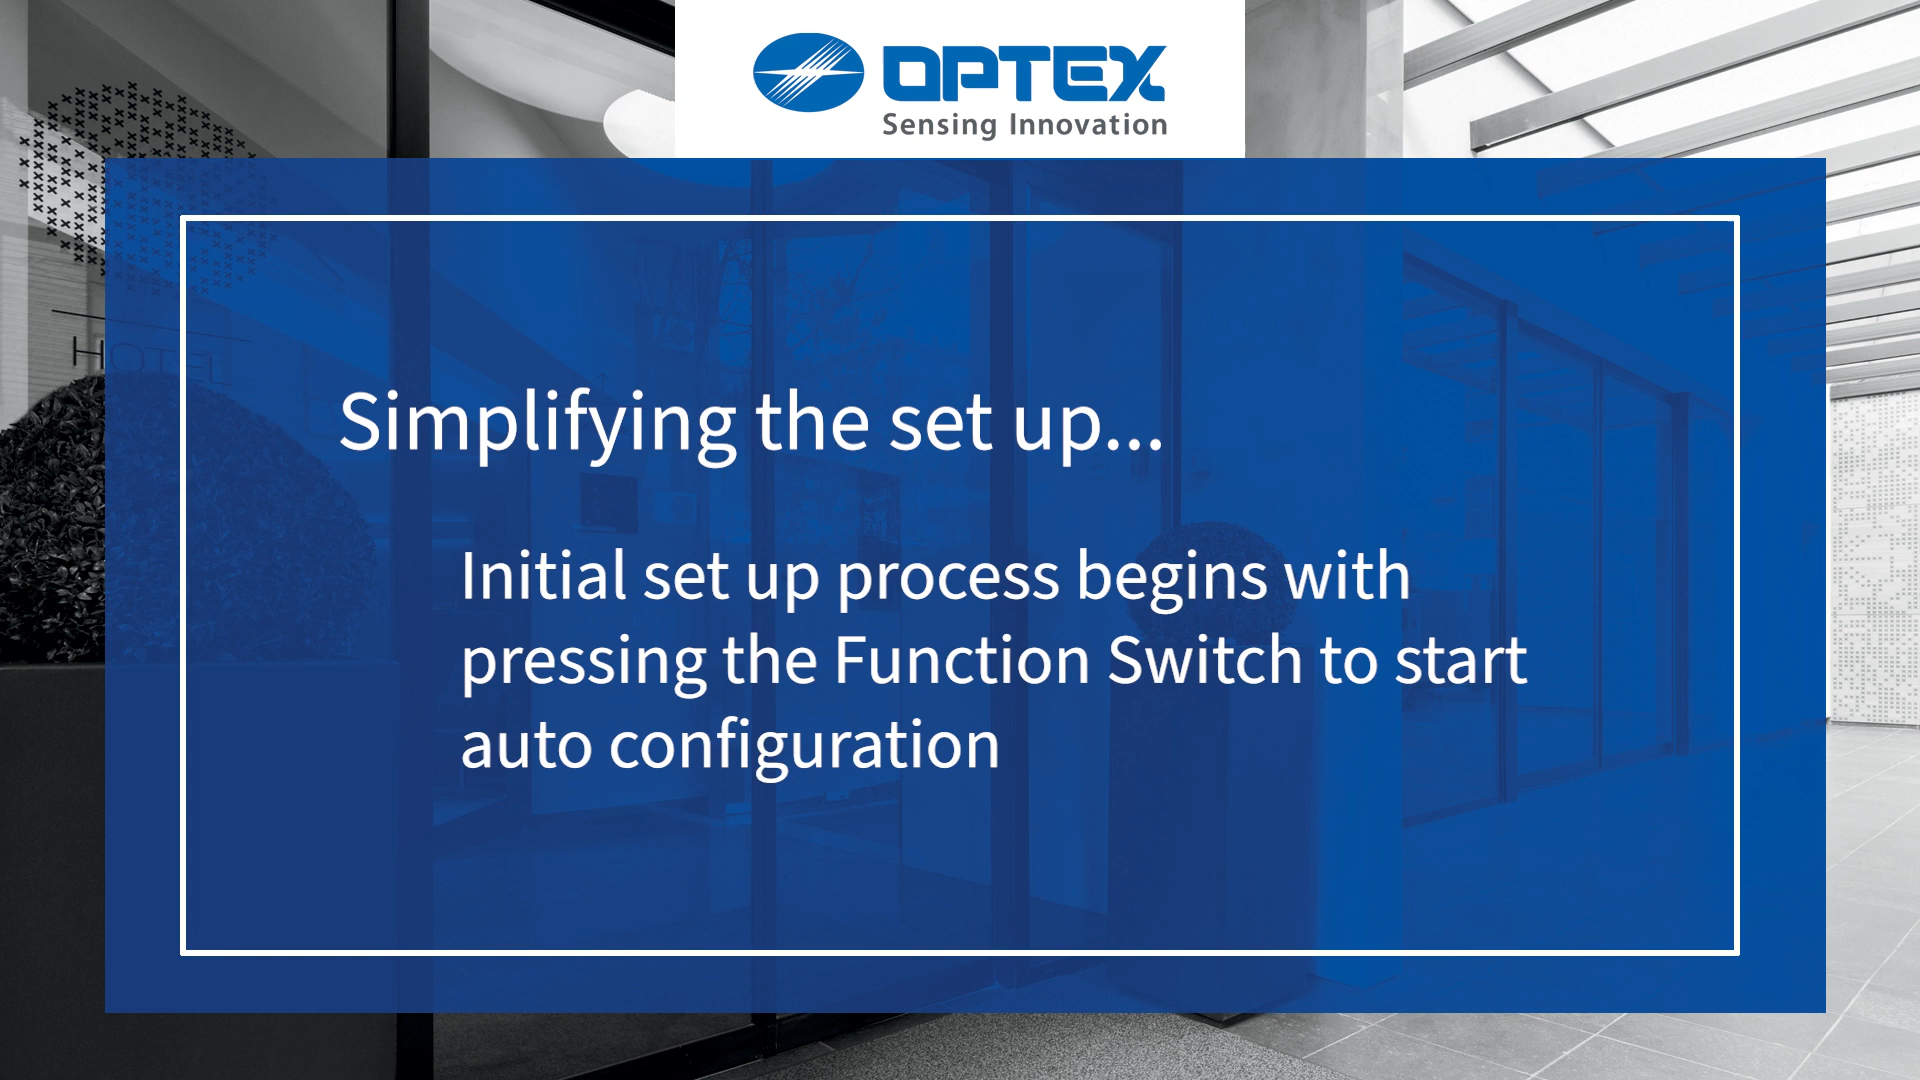 OPTEX
Sensing Innovation
HOTEL
Simplifying the set up...
Initial set up process begins with
pressing the Function Switch to start
auto configuration